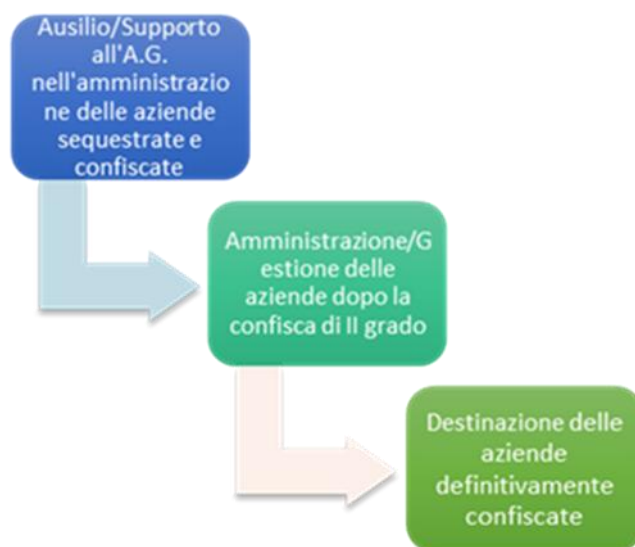 Ausilio/Supporto
all'A.G.
nell'amministrazio
ne delle aziende
sequestrate e
confiscate
Amministrazione/G
estione delle
aziende dopo la
confisca di II grado
Destinazione delle
aziende
definitivamente
confiscate